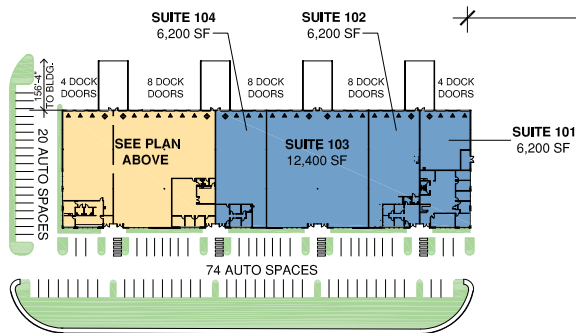 SUITE 104
6,200 SF
SUITE 102
6,200 SF
156'-4"
TO BLDG.
4 DOCK
DOORS
8 DOCK
DOORS
8 DOCK
DOORS
8 DOCK
DOORS
4 DOCK
DOORS
SEE PLAN
ABOVE
SUITE 103
12,400 SF
SUITE 101
6,200 SF
20 AUTO SPACES
74 AUTO SPACES